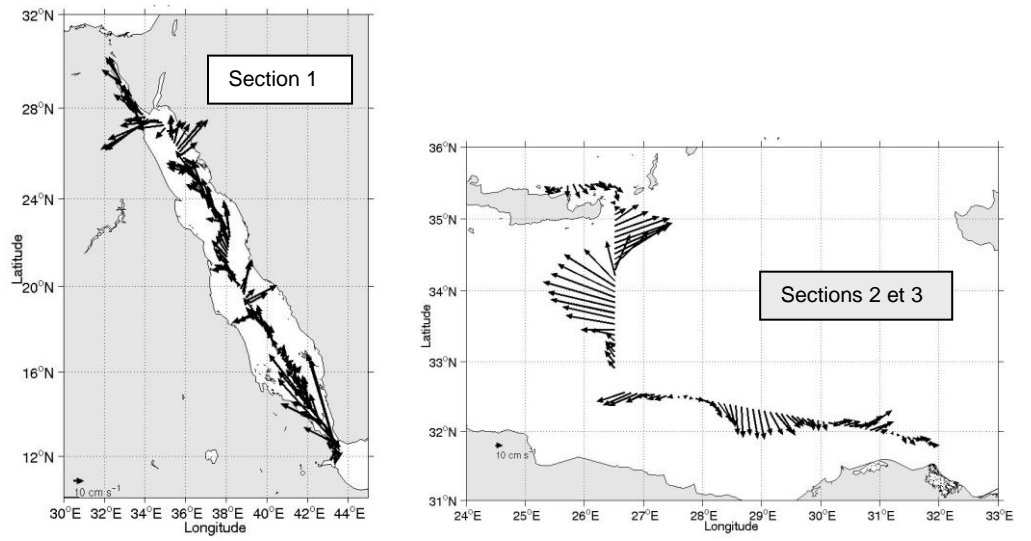 Section 1
32°N
28°N
24°N
20°N
16°N
12°N
Latitude
10 cm s⁻¹
30°E 32°E 34°E 36°E 38°E 40°E 42°E 44°E
Longitude
Sections 2 et 3
36°N
35°N
34°N
33°N
32°N
31°N
Latitude
10 cm s⁻¹
24°E 25°E 26°E 27°E 28°E 29°E 30°E 31°E 32°E 33°E
Longitude